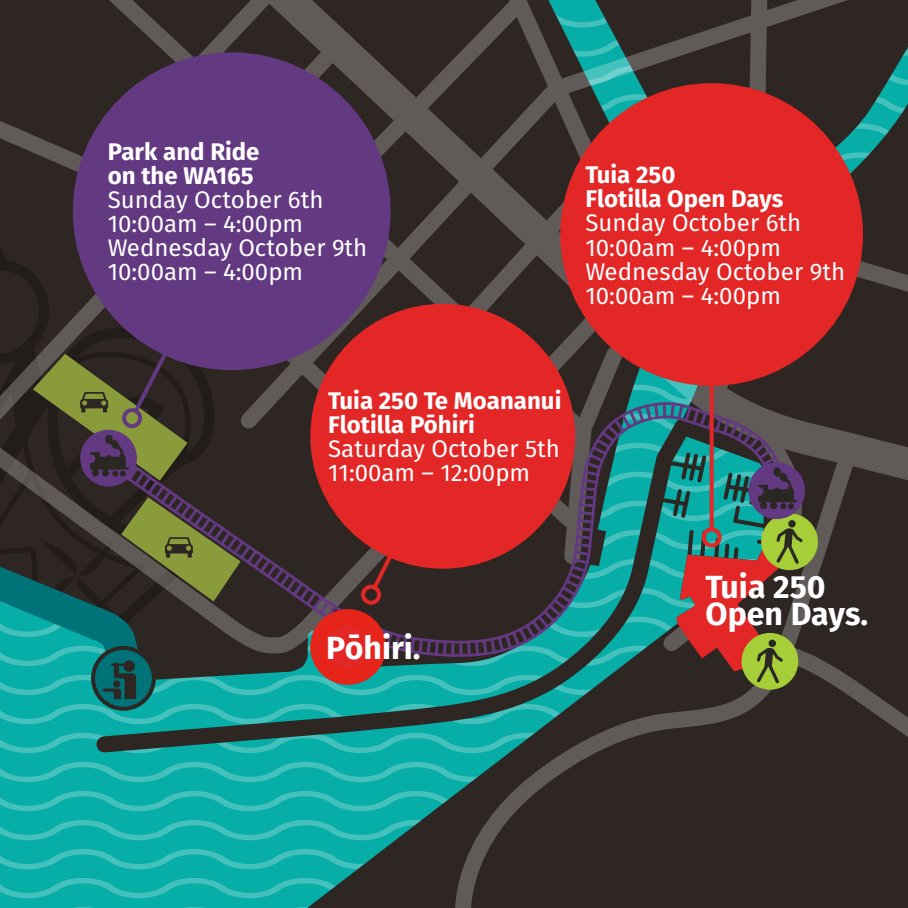 Park and Ride
on the WA165
Sunday October 6th
10:00am – 4:00pm
Wednesday October 9th
10:00am – 4:00pm
Tuia 250
Flotilla Open Days
Sunday October 6th
10:00am – 4:00pm
Wednesday October 9th
10:00am – 4:00pm
Tuia 250 Te Moananui
Flotilla Pōhiri
Saturday October 5th
11:00am – 12:00pm
Tuia 250
Open Days.
Pōhiri.